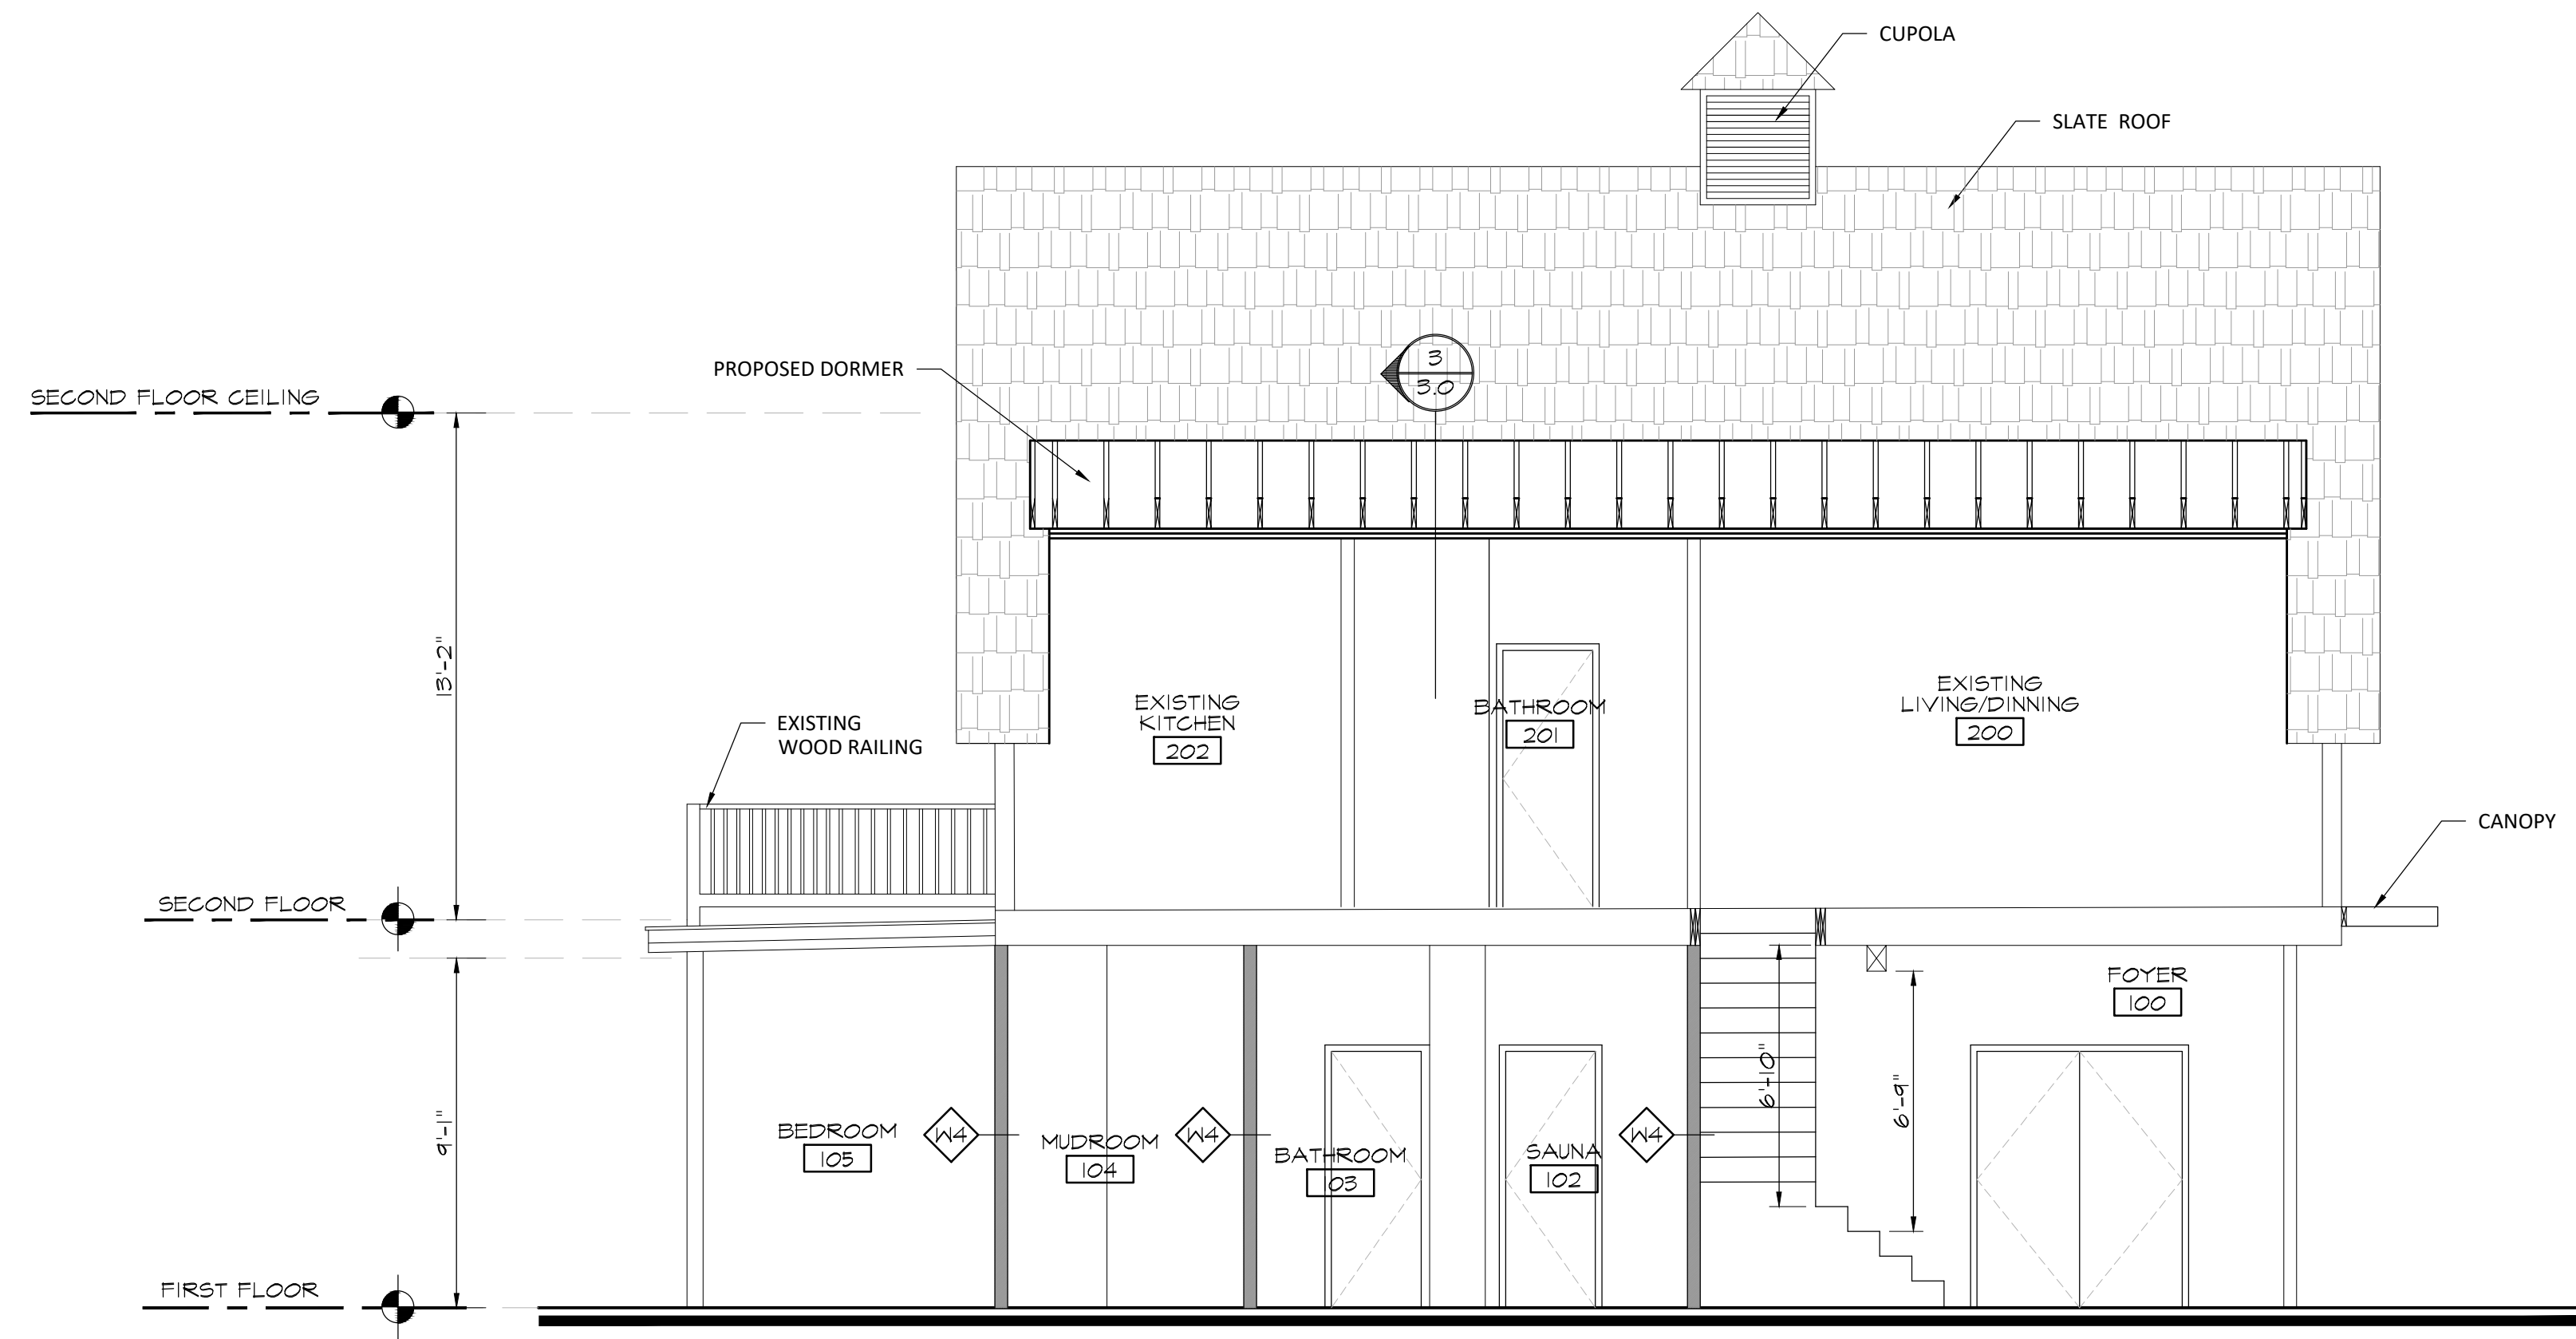 CUPOLA
SLATE ROOF
3
3.0
PROPOSED DORMER
SECOND FLOOR CEILING
13'-2"
EXISTING
KITCHEN
202
BATHROOM
201
EXISTING
LIVING/DINNING
200
EXISTING
WOOD RAILING
CANOPY
SECOND FLOOR
FOYER
100
9'-1"
6'-10"
6'-9"
BEDROOM
105
W4
MUDROOM
104
W4
BATHROOM
03
SAUNA
102
W4
FIRST FLOOR